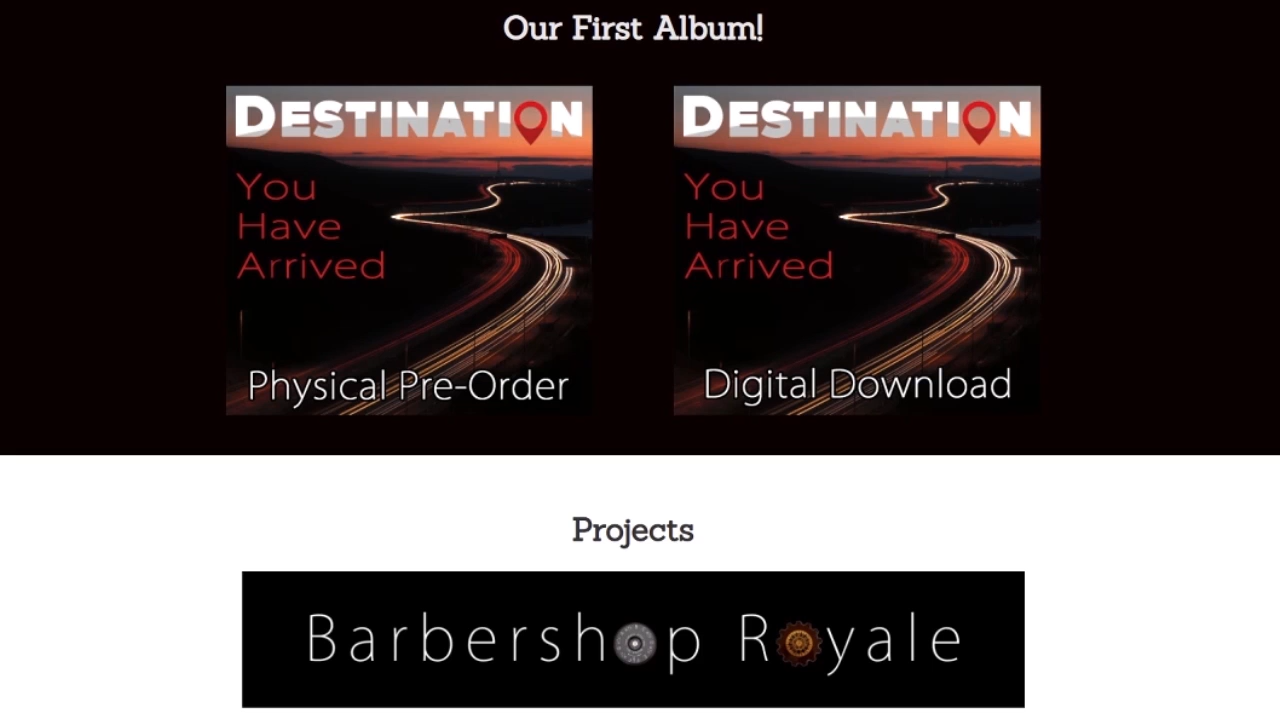 Our First Album!
DESTINATION
You
Have
Arrived
Physical Pre-Order
DESTINATION
You
Have
Arrived
Digital Download
Projects
Barbershop Royale